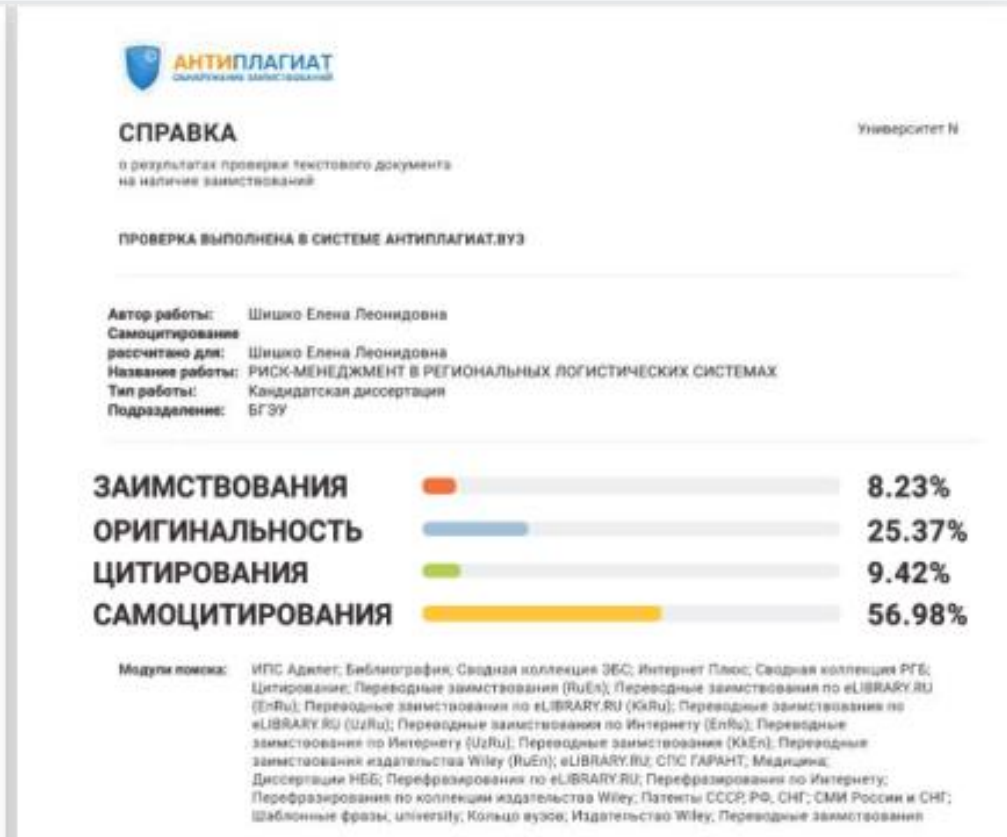 АНТИПЛАГИАТ
ОБНАРУЖЕНИЕ ЗАИМСТВОВАНИЙ
СПРАВКА
Университет N
о результатах проверки текстового документа
на наличие заимствований
ПРОВЕРКА ВЫПОЛНЕНА В СИСТЕМЕ АНТИПЛАГИАТ.ВУЗ
Автор работы: Шишко Елена Леонидовна
Самоцитирование
рассчитано для: Шишко Елена Леонидовна
Название работы: РИСК-МЕНЕДЖМЕНТ В РЕГИОНАЛЬНЫХ ЛОГИСТИЧЕСКИХ СИСТЕМАХ
Тип работы: Кандидатская диссертация
Подразделение: БГЭУ
ЗАИМСТВОВАНИЯ 8.23%
ОРИГИНАЛЬНОСТЬ 25.37%
ЦИТИРОВАНИЯ 9.42%
САМОЦИТИРОВАНИЯ 56.98%
Модули поиска: ИПС Адилет; Библиография; Сводная коллекция ЭБС; Интернет Плюс; Сводная коллекция РГБ;
Цитирование; Переводные заимствования (RuEn); Переводные заимствования по eLIBRARY.RU
(EnRu); Переводные заимствования по eLIBRARY.RU (KkRu); Переводные заимствования по
eLIBRARY.RU (UzRu); Переводные заимствования по Интернету (EnRu); Переводные
заимствования по Интернету (UzRu); Переводные заимствования (KkEn); Переводные
заимствования издательства Wiley (RuEn); eLIBRARY.RU; СПС ГАРАНТ; Медицина;
Диссертации НББ; Перефразирования по eLIBRARY.RU; Перефразирования по Интернету;
Перефразирования по коллекции издательства Wiley; Патенты СССР, РФ, СНГ; СМИ России и СНГ;
Шаблонные фразы; university; Кольцо вузов; Издательство Wiley; Переводные заимствования